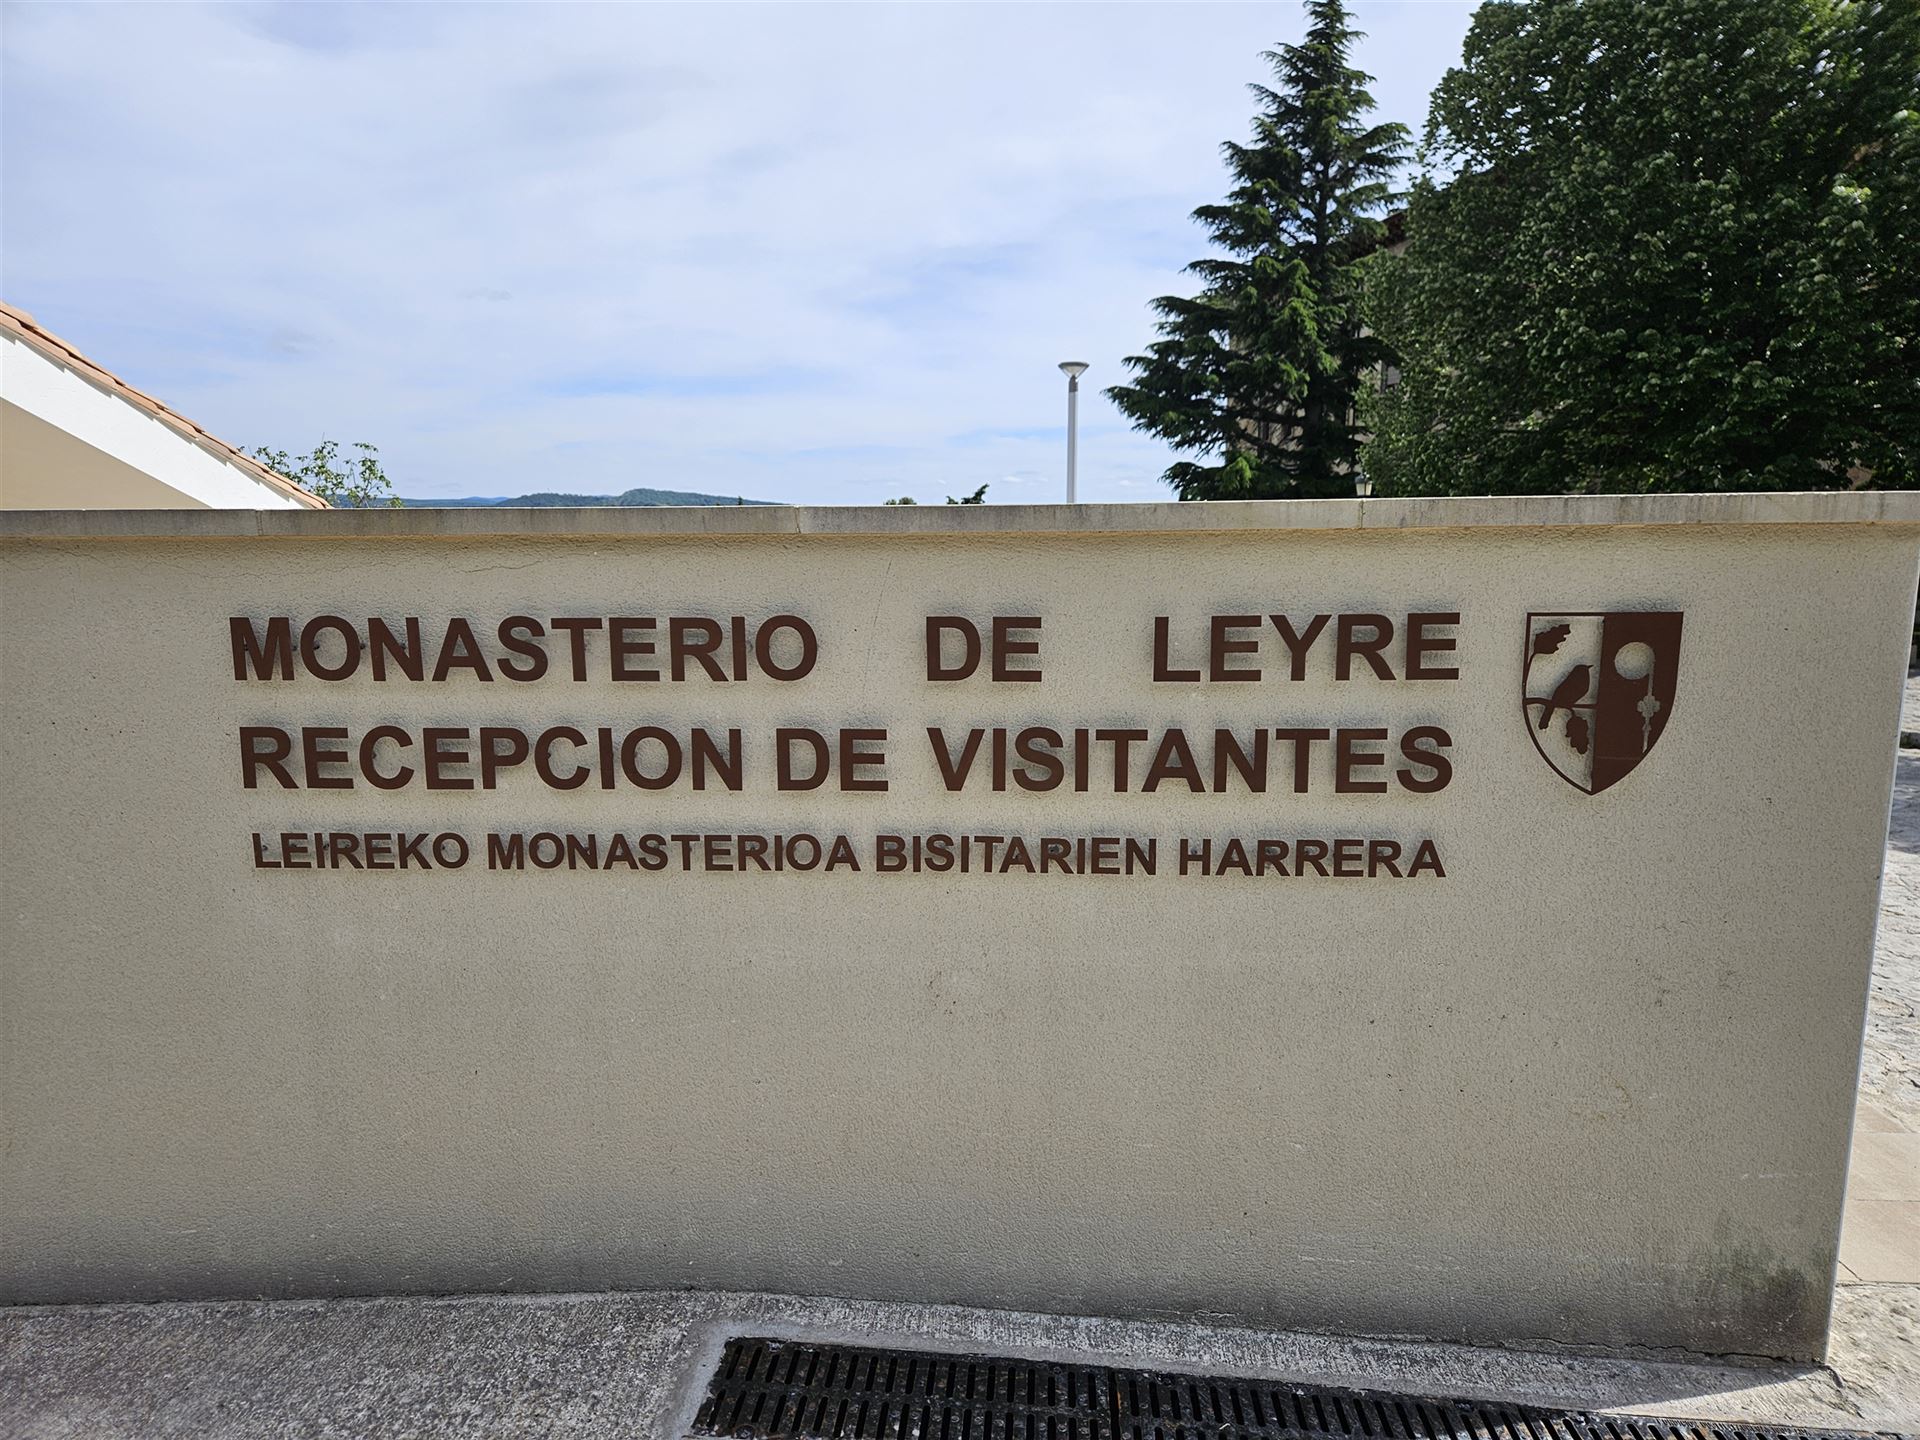 MONASTERIO DE LEYRE
RECEPCION DE VISITANTES
LEIREKO MONASTERIOA BISITARIEN HARRERA